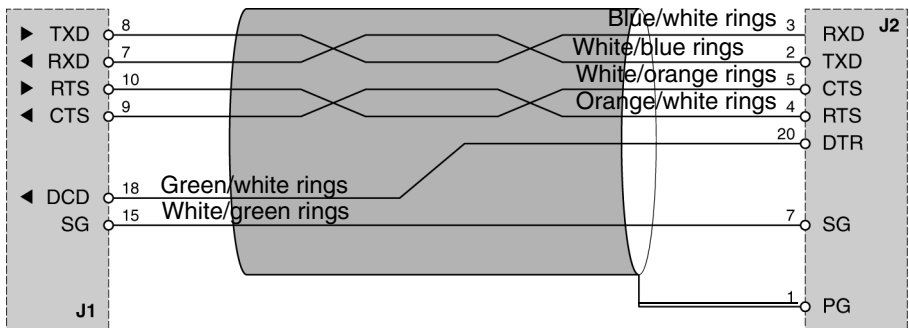 TXD 8 Blue/white rings 3 RXD J2
RXD 7 White/blue rings 2 TXD
RTS 10 White/orange rings 5 CTS
CTS 9 Orange/white rings 4 RTS
20 DTR
DCD 18 Green/white rings
SG 15 White/green rings 7 SG
J1 1 PG